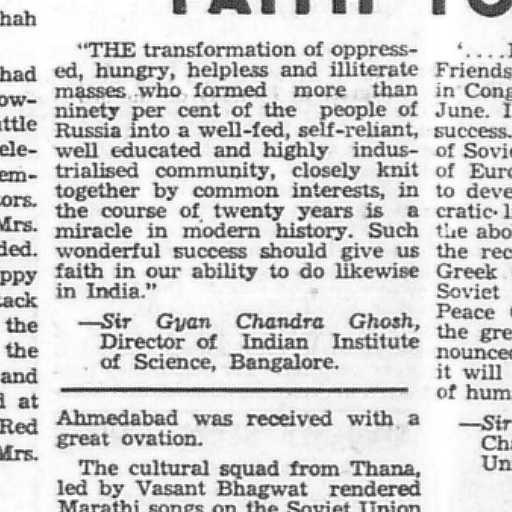 FAITH TO
hah
had
ow-
ttle
ele-
em-
tors.
Mrs.
ded.
ppy
tack
the
the
and
d at
Red
Mrs.
"THE transformation of oppress-
ed, hungry, helpless and illiterate
masses who formed more than
ninety per cent of the people of
Russia into a well-fed, self-reliant,
well educated and highly indus-
trialised community, closely knit
together by common interests, in
the course of twenty years is a
miracle in modern history. Such
wonderful success should give us
faith in our ability to do likewise
in India."
—Sir Gyan Chandra Ghosh,
Director of Indian Institute
of Science, Bangalore.
Ahmedabad was received with a
great ovation.
The cultural squad from Thana,
led by Vasant Bhagwat rendered
Marathi songs on the Soviet Union
'....I
Friends
in Cong
June. I
success.
of Sovie
of Euro
to deve
cratic li
the abo
the rec
Greek
Soviet
Peace
the gre
nounced
it will
of hum
—Sir
Cha
Un